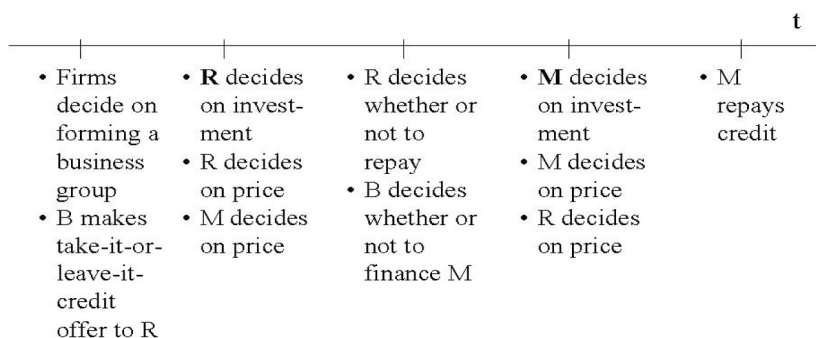 t
• Firms
decide on
forming a
business
group
• B makes
take-it-or-
leave-it-
credit
offer to R
• R decides
on invest-
ment
• R decides
on price
• M decides
on price
• R decides
whether or
not to
repay
• B decides
whether or
not to
finance M
• M decides
on invest-
ment
• M decides
on price
• R decides
on price
• M
repays
credit